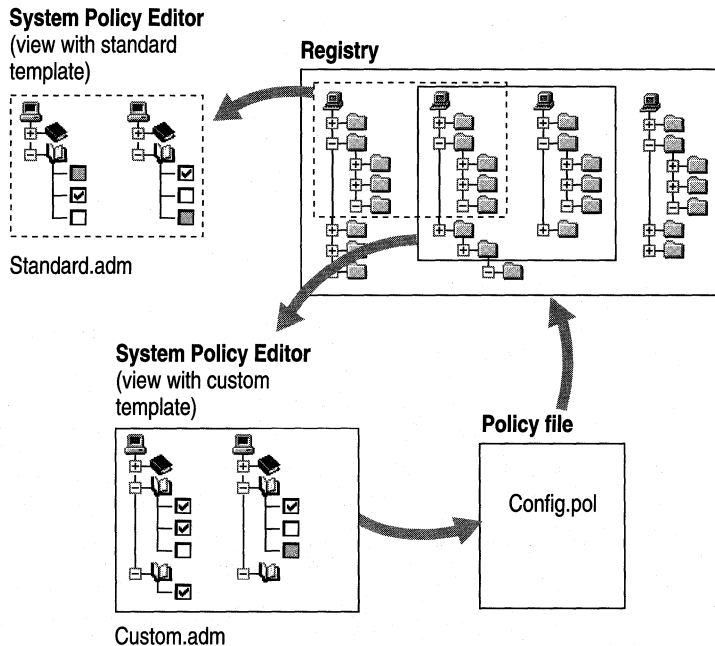 System Policy Editor
(view with standard
template)
Registry
Standard.adm
System Policy Editor
(view with custom
template)
Policy file
Config.pol
Custom.adm